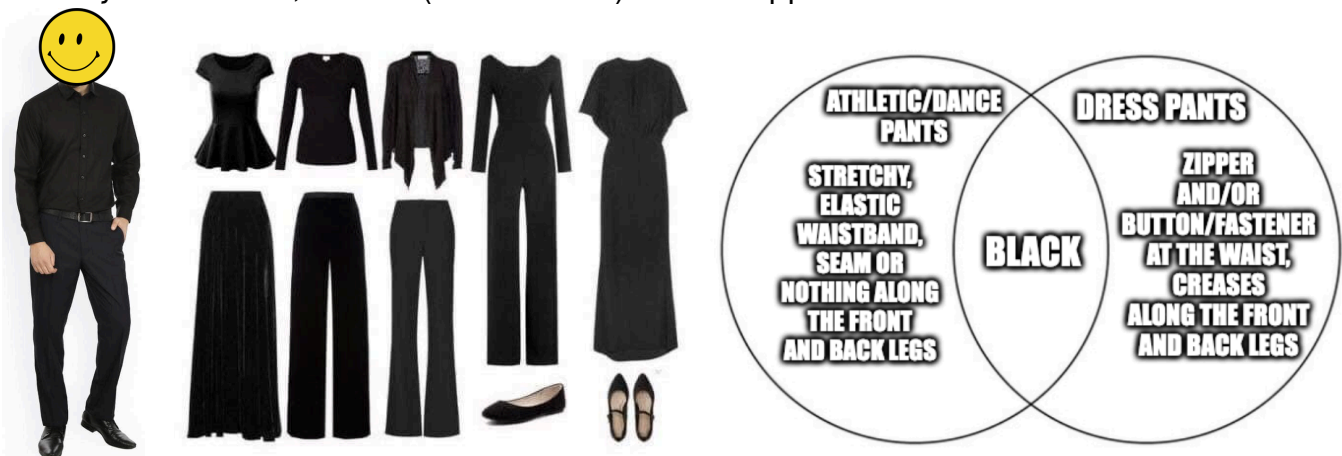 ATHLETIC/DANCE
PANTS
STRETCHY,
ELASTIC
WAISTBAND,
SEAM OR
NOTHING ALONG
THE FRONT
AND BACK LEGS
BLACK
DRESS PANTS
ZIPPER
AND/OR
BUTTON/FASTENER
AT THE WAIST,
CREASES
ALONG THE FRONT
AND BACK LEGS